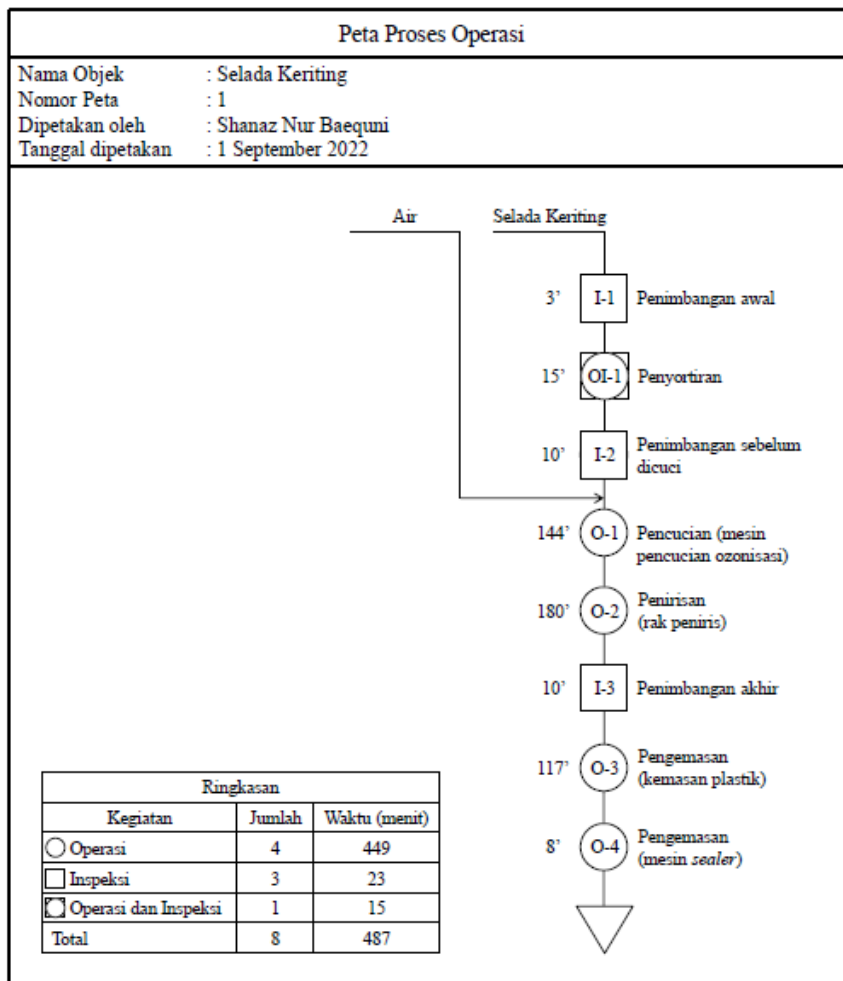 Peta Proses Operasi
Nama Objek : Selada Keriting
Nomor Peta : 1
Dipetakan oleh : Shanaz Nur Baequni
Tanggal dipetakan : 1 September 2022
Air
Selada Keriting
3’ I-1 Penimbangan awal
15’ OI-1 Penyortiran
10’ I-2 Penimbangan sebelum
dicuci
144’ O-1 Pencucian (mesin
pencucian ozonisasi)
180’ O-2 Penirisan
(rak peniris)
10’ I-3 Penimbangan akhir
117’ O-3 Pengemasan
(kemasan plastik)
8’ O-4 Pengemasan
(mesin sealer)
Ringkasan
Kegiatan Jumlah Waktu (menit)
Operasi 4 449
Inspeksi 3 23
Operasi dan Inspeksi 1 15
Total 8 487